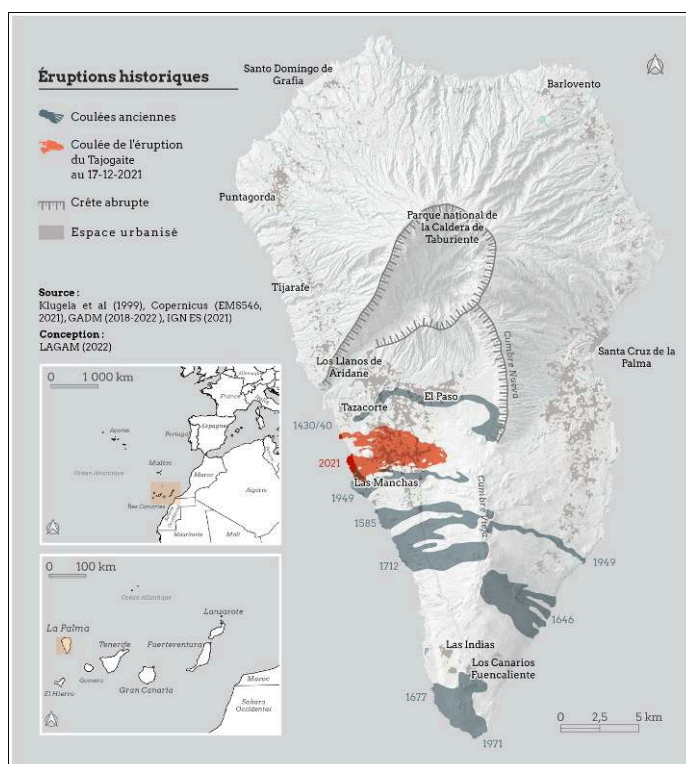 Éruptions historiques
Coulées anciennes
Coulée de l'éruption
du Tajogaite
au 17-12-2021
Crête abrupte
Espace urbanisé
Source :
Klugela et al (1999), Copernicus (EMS546,
2021), GADM (2018-2022 ), IGN ES (2021)
Conception :
LAGAM (2022)
Santo Domingo de
Grafia
Barlovento
Puntagorda
Parque national de
la Caldera de
Taburiente
Tijarafe
Cumbre Nueva
Santa Cruz de la
Palma
Los Llanos de
Aridane
Tazacorte
El Paso
1430/40
2021
Las Manchas
1949
1585
Cumbre Vieja
1712
1949
1646
Las Indias
Los Canarios
Fuencaliente
1677
1971
0 2,5 5 km
0 1 000 km
Allemagne
France
Italie
Espagne
Portugal
Açores
Océan Atlantique
Madère
Maroc
Algérie
Iles Canaries
Mauritanie
Mali
0 100 km
Océan Atlantique
Lanzarote
La Palma
Tenerife
Fuerteventura
Gomera
Gran Canaria
El Hierro
Maroc
Sahara
Occidental